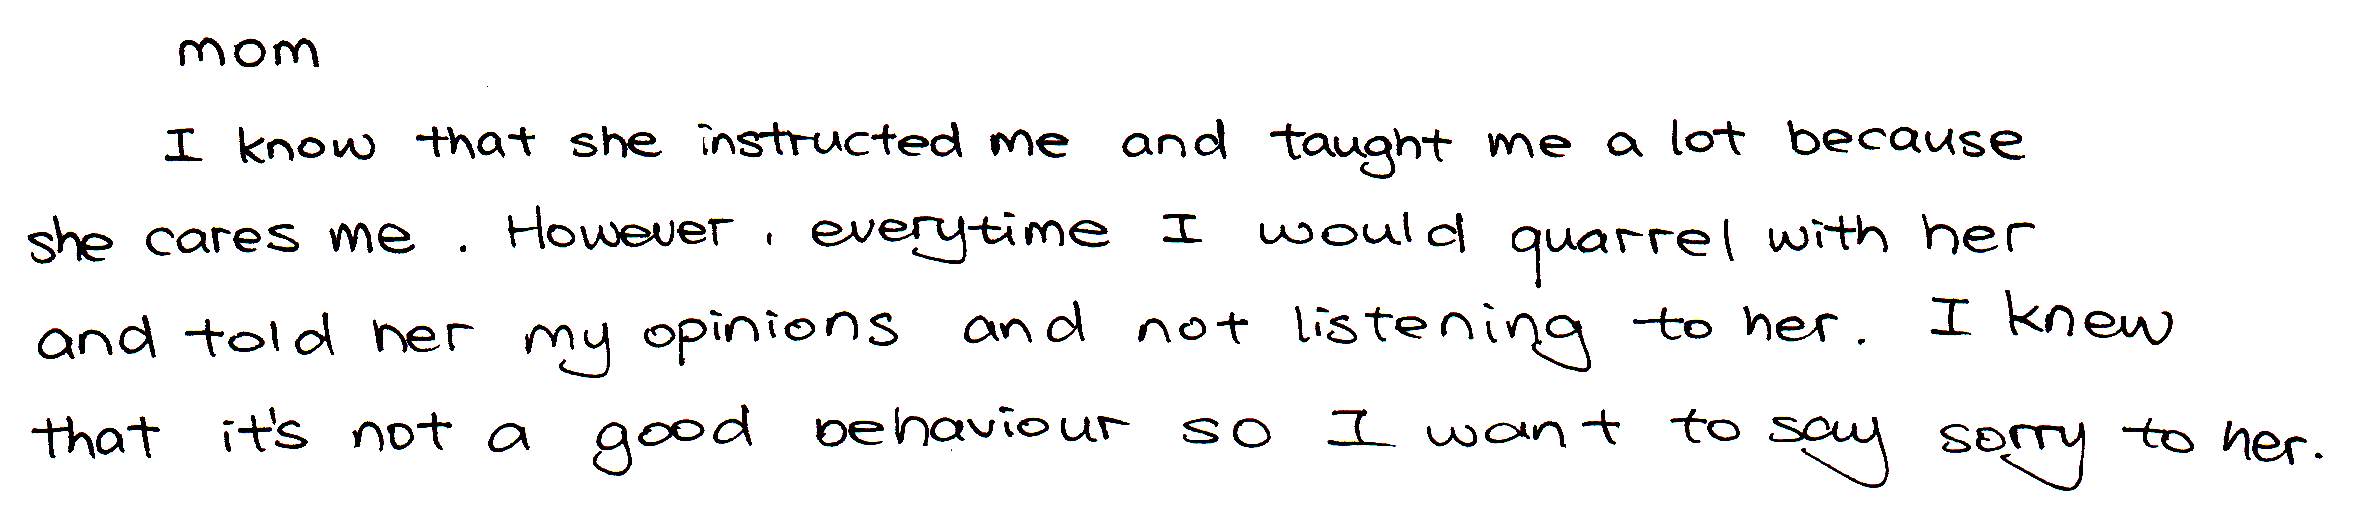 mom
I know that she instructed me and taught me a lot because
she cares me. However, everytime I would quarrel with her
and told her my opinions and not listening to her. I knew
that it's not a good behaviour so I want to say sorry to her.